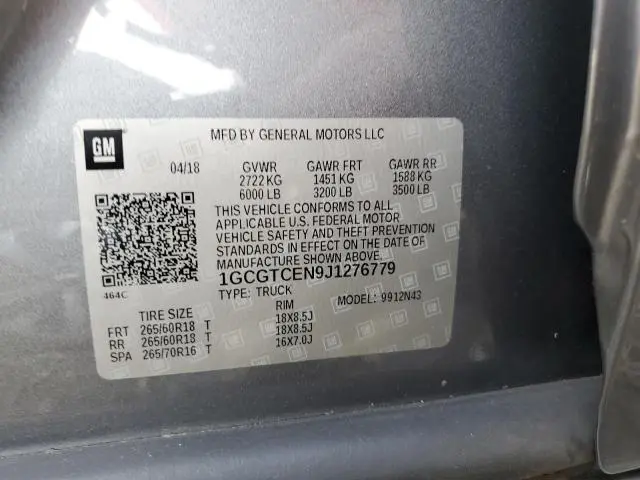 GM
MFD BY GENERAL MOTORS LLC
04/18 GVWR GAWR FRT GAWR RR
2722 KG 1451 KG 1588 KG
6000 LB 3200 LB 3500 LB
THIS VEHICLE CONFORMS TO ALL
APPLICABLE U.S. FEDERAL MOTOR
VEHICLE SAFETY AND THEFT PREVENTION
STANDARDS IN EFFECT ON THE DATE OF
MANUFACTURE SHOWN ABOVE.
1GCGTCEN9J1276779
464C
TYPE: TRUCK MODEL: 9912N43
TIRE SIZE RIM
FRT 265/60R18 T 18X8.5J
RR 265/60R18 T 18X8.5J
SPA 265/70R16 T 16X7.0J